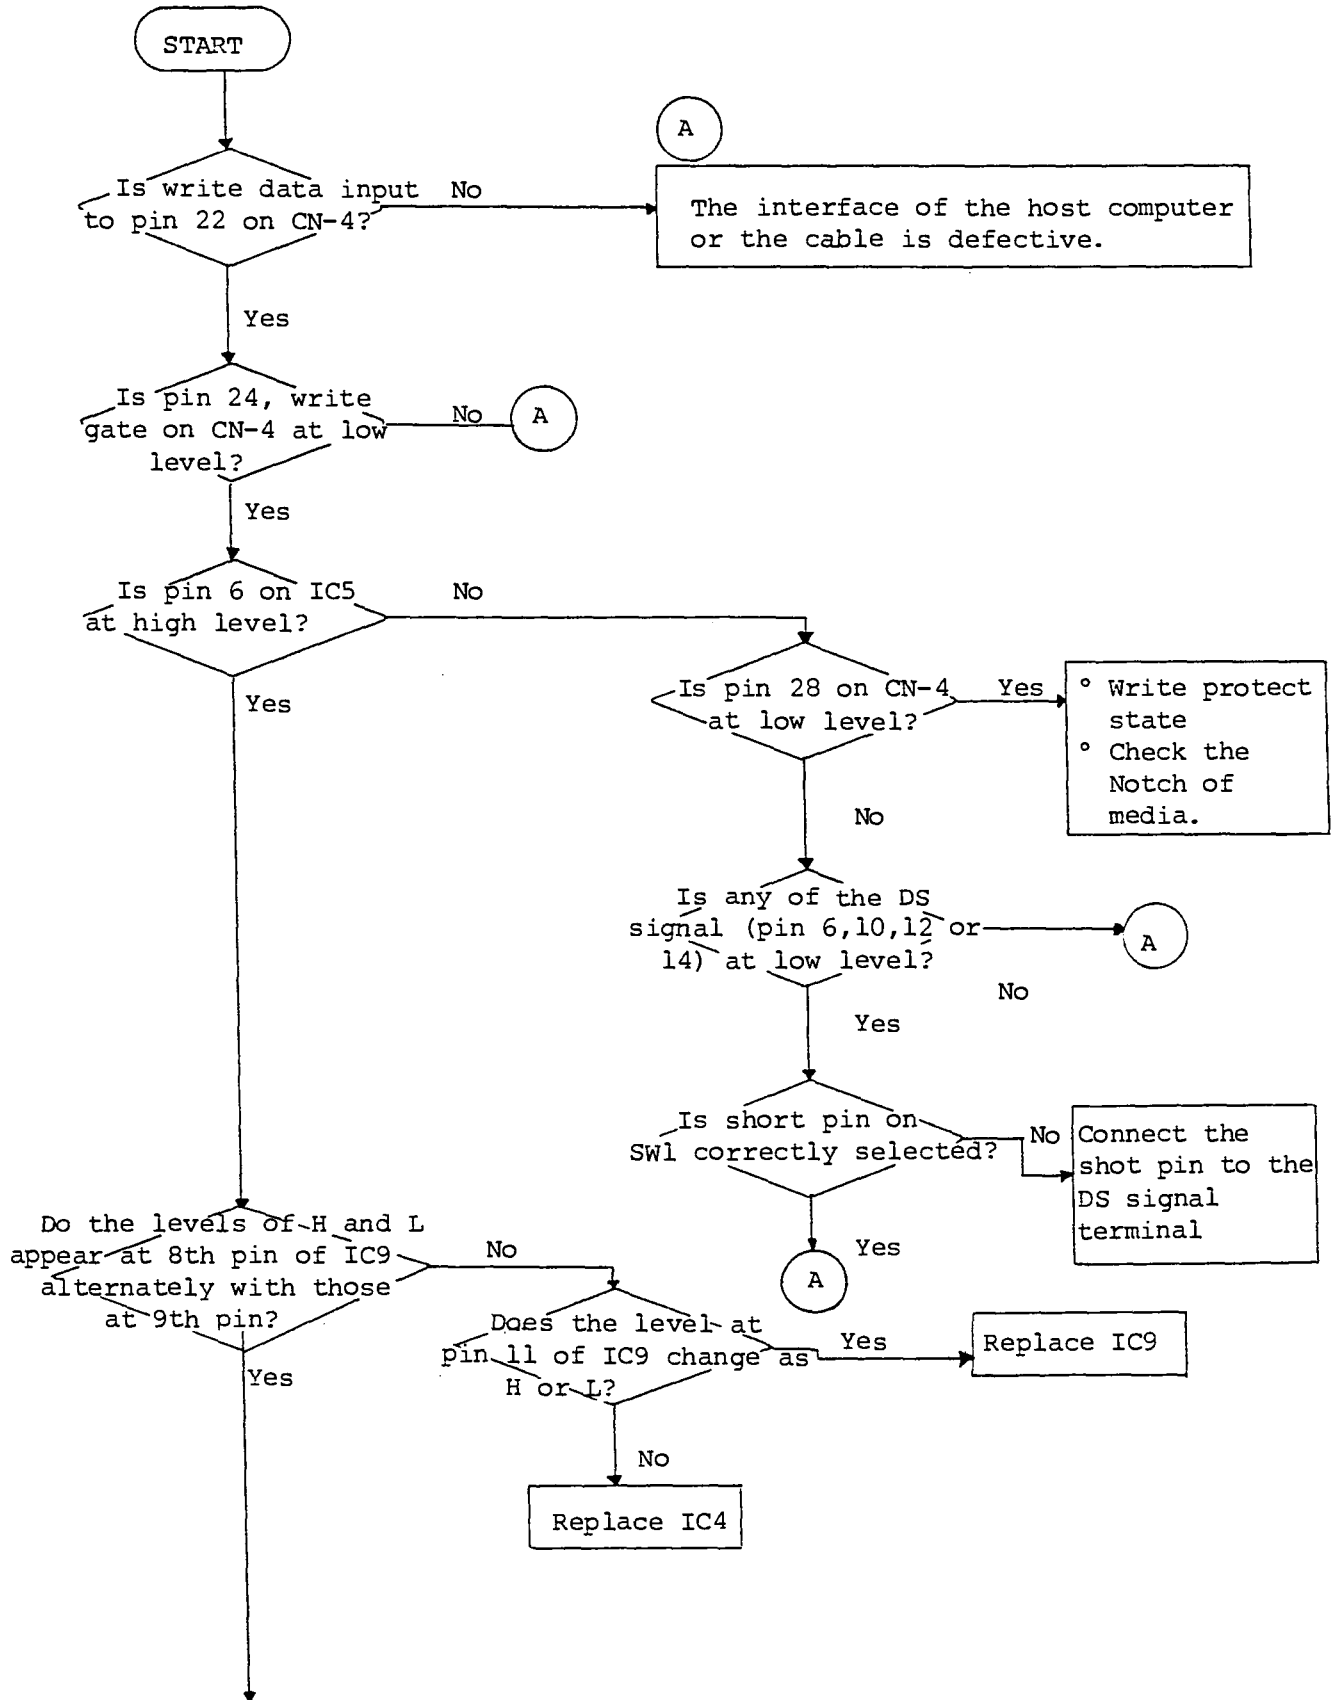 START
A
Is write data input
to pin 22 on CN-4?
No
The interface of the host computer
or the cable is defective.
Yes
Is pin 24, write
gate on CN-4 at low
level?
No
A
Yes
Is pin 6 on IC5
at high level?
No
Yes
Is pin 28 on CN-4
at low level?
Yes
° Write protect
state
° Check the
Notch of
media.
No
Is any of the DS
signal (pin 6,10,12 or
14) at low level?
A
No
Yes
Is short pin on
SW1 correctly selected?
No
Connect the
shot pin to the
DS signal
terminal
Yes
A
Do the levels of H and L
appear at 8th pin of IC9
alternately with those
at 9th pin?
No
Yes
Does the level at
pin 11 of IC9 change as
H or L?
Yes
Replace IC9
No
Replace IC4